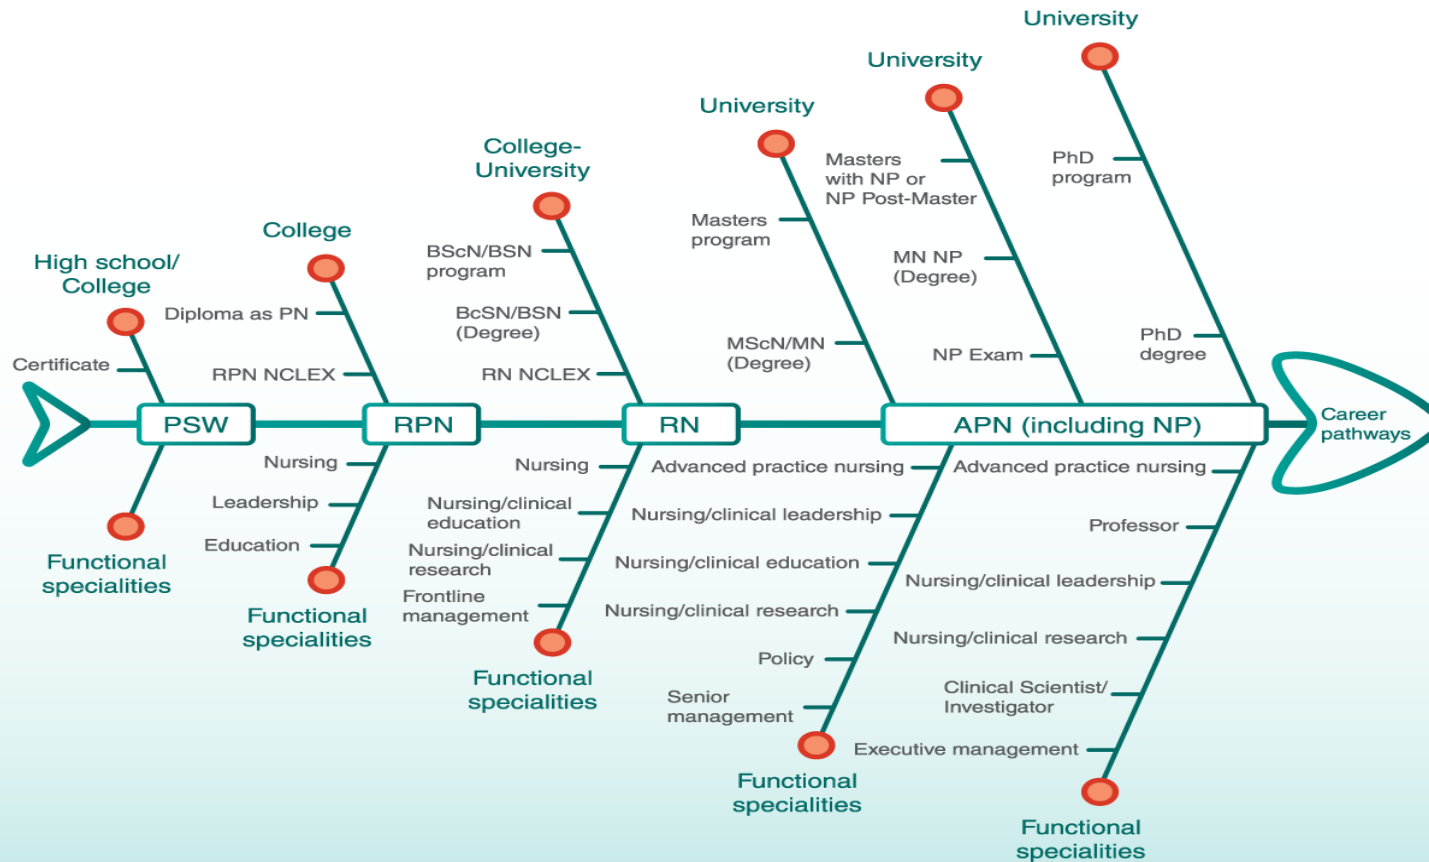 University
University
University
College-
University
College
High school/
College
PhD
program
Masters
with NP or
NP Post-Master
Masters
program
BScN/BSN
program
MN NP
(Degree)
Diploma as PN
BcSN/BSN
(Degree)
PhD
degree
MScN/MN
(Degree)
NP Exam
Certificate
RPN NCLEX
RN NCLEX
PSW
RPN
RN
APN (including NP)
Career
pathways
Functional
specialities
Nursing
Leadership
Education
Functional
specialities
Nursing
Nursing/clinical
education
Nursing/clinical
research
Frontline
management
Functional
specialities
Advanced practice nursing
Nursing/clinical leadership
Nursing/clinical education
Nursing/clinical research
Policy
Senior
management
Functional
specialities
Advanced practice nursing
Professor
Nursing/clinical leadership
Nursing/clinical research
Clinical Scientist/
Investigator
Executive management
Functional
specialities